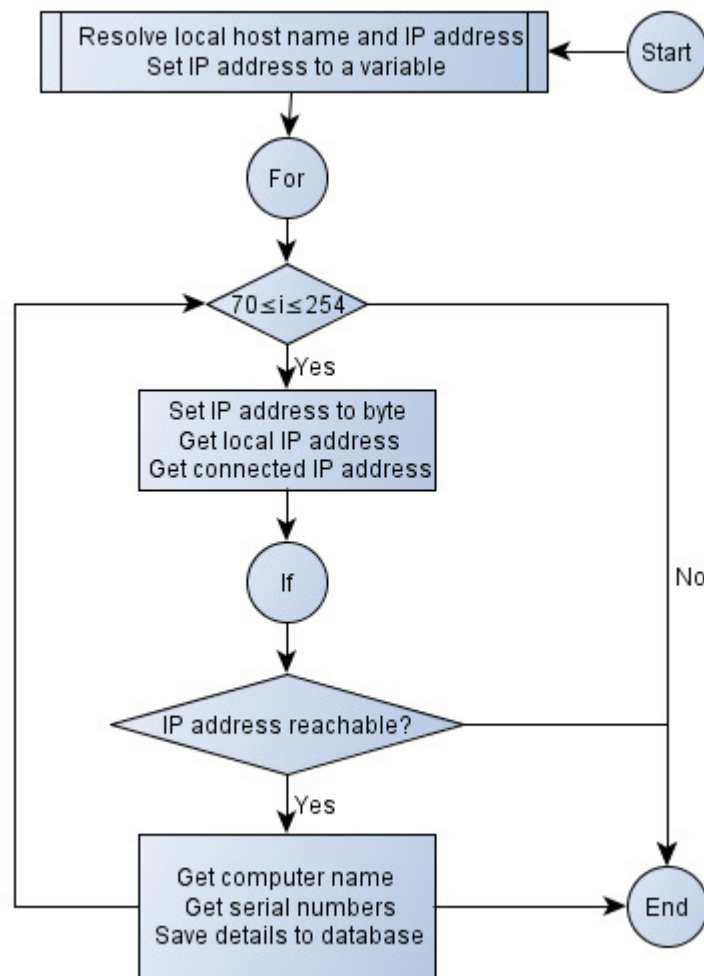 Resolve local host name and IP address
Set IP address to a variable
Start
For
70≤i≤254
Yes
Set IP address to byte
Get local IP address
Get connected IP address
If
No
IP address reachable?
Yes
Get computer name
Get serial numbers
Save details to database
End